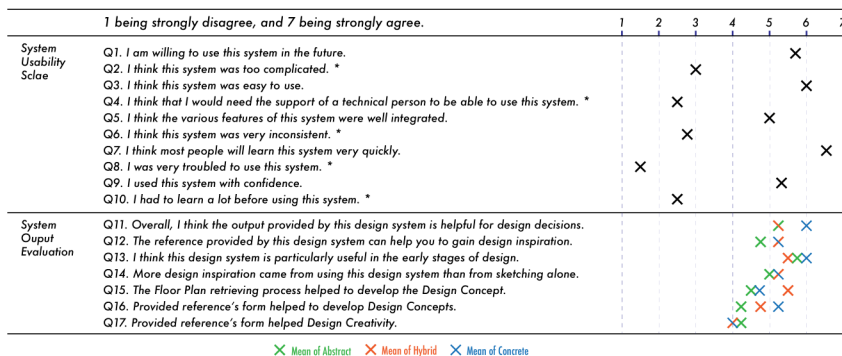 1 being strongly disagree, and 7 being strongly agree. 1 2 3 4 5 6 7
System Usability Sclae
Q1. I am willing to use this system in the future.
Q2. I think this system was too complicated. *
Q3. I think this system was easy to use.
Q4. I think that I would need the support of a technical person to be able to use this system. *
Q5. I think the various features of this system were well integrated.
Q6. I think this system was very inconsistent. *
Q7. I think most people will learn this system very quickly.
Q8. I was very troubled to use this system. *
Q9. I used this system with confidence.
Q10. I had to learn a lot before using this system. *
System Ouput Evaluation
Q11. Overall, I think the output provided by this design system is helpful for design decisions.
Q12. The reference provided by this design system can help you to gain design inspiration.
Q13. I think this design system is particularly useful in the early stages of design.
Q14. More design inspiration came from using this design system than from sketching alone.
Q15. The Floor Plan retrieving process helped to develop the Design Concept.
Q16. Provided reference's form helped to develop Design Concepts.
Q17. Provided reference's form helped Design Creativity.
Mean of Abstract Mean of Hybrid Mean of Concrete